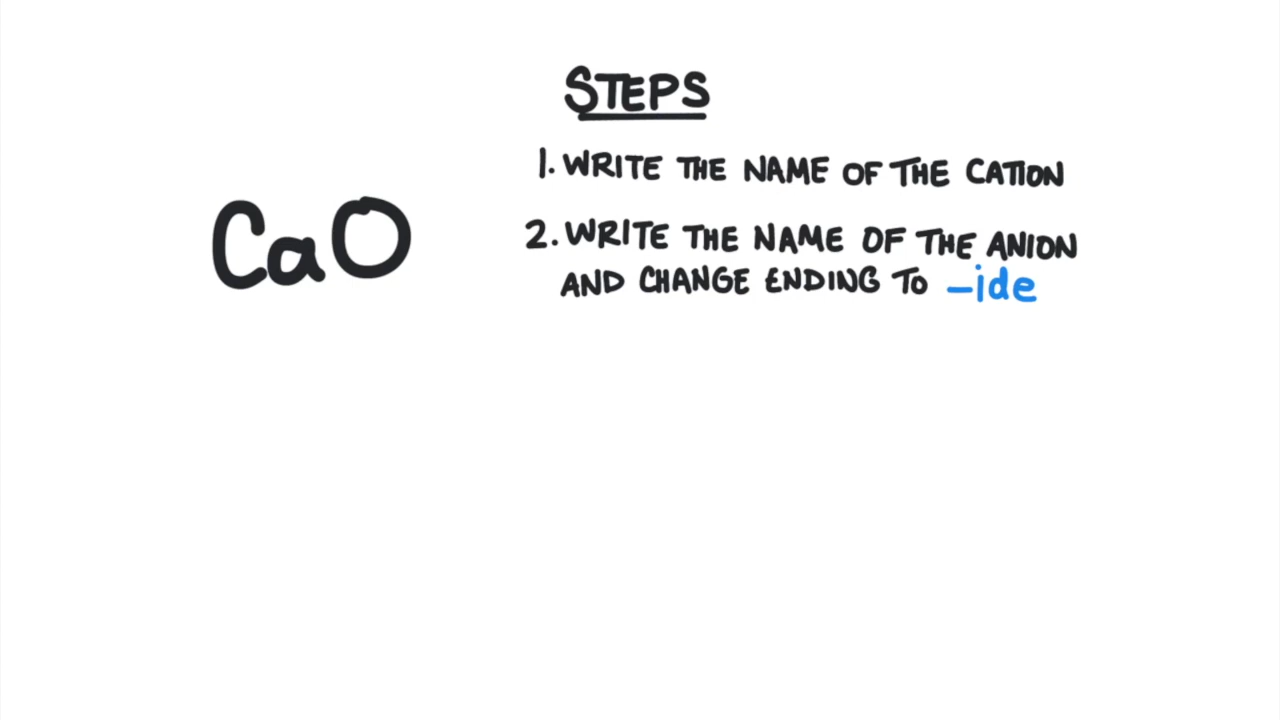 STEPS
1. WRITE THE NAME OF THE CATION
CaO
2. WRITE THE NAME OF THE ANION
AND CHANGE ENDING TO -ide